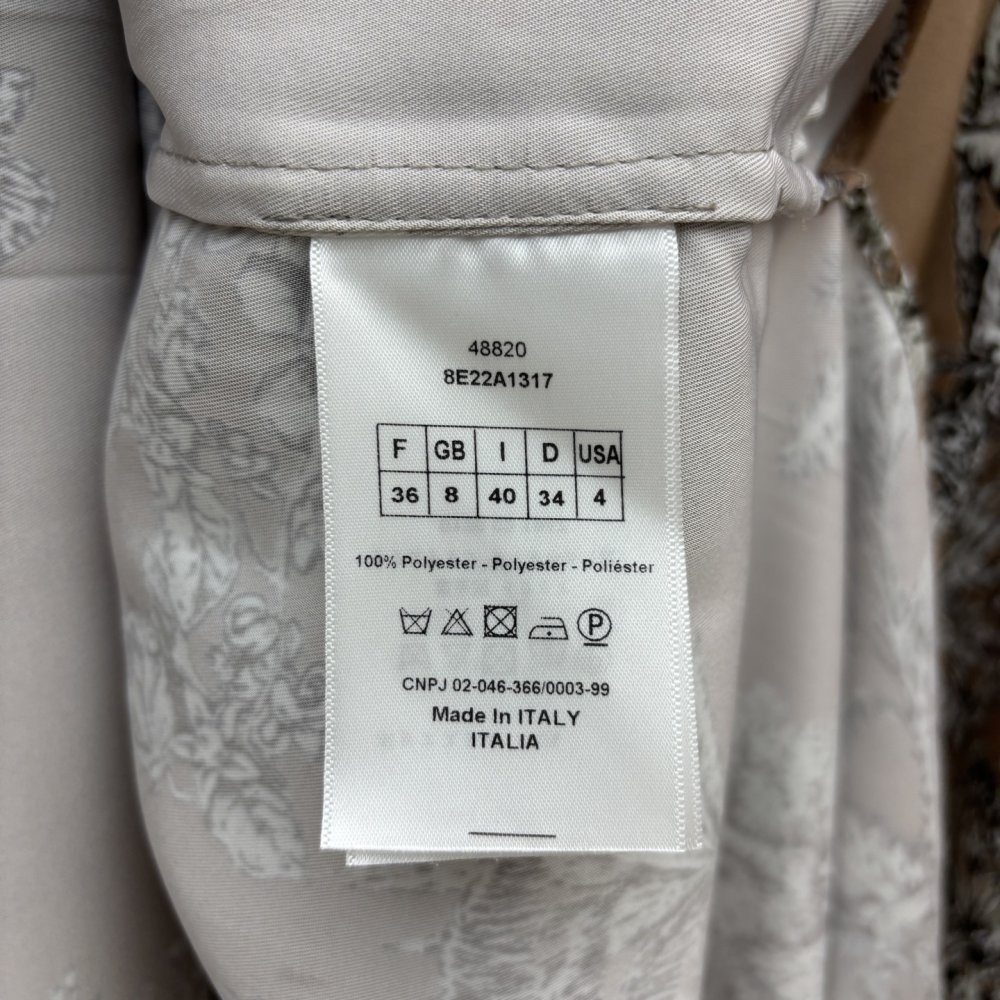 48820
8E22A1317
F GB I D USA
36 8 40 34 4
100% Polyester - Polyester - Poliéster
P
CNPJ 02-046-366/0003-99
Made In ITALY
ITALIA